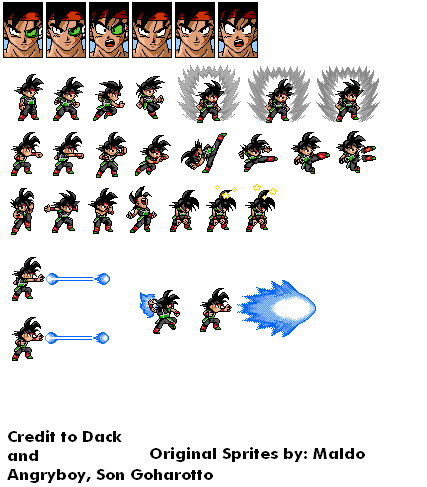 Credit to Dack
and
Angryboy, Son Goharotto
Original Sprites by: Maldo